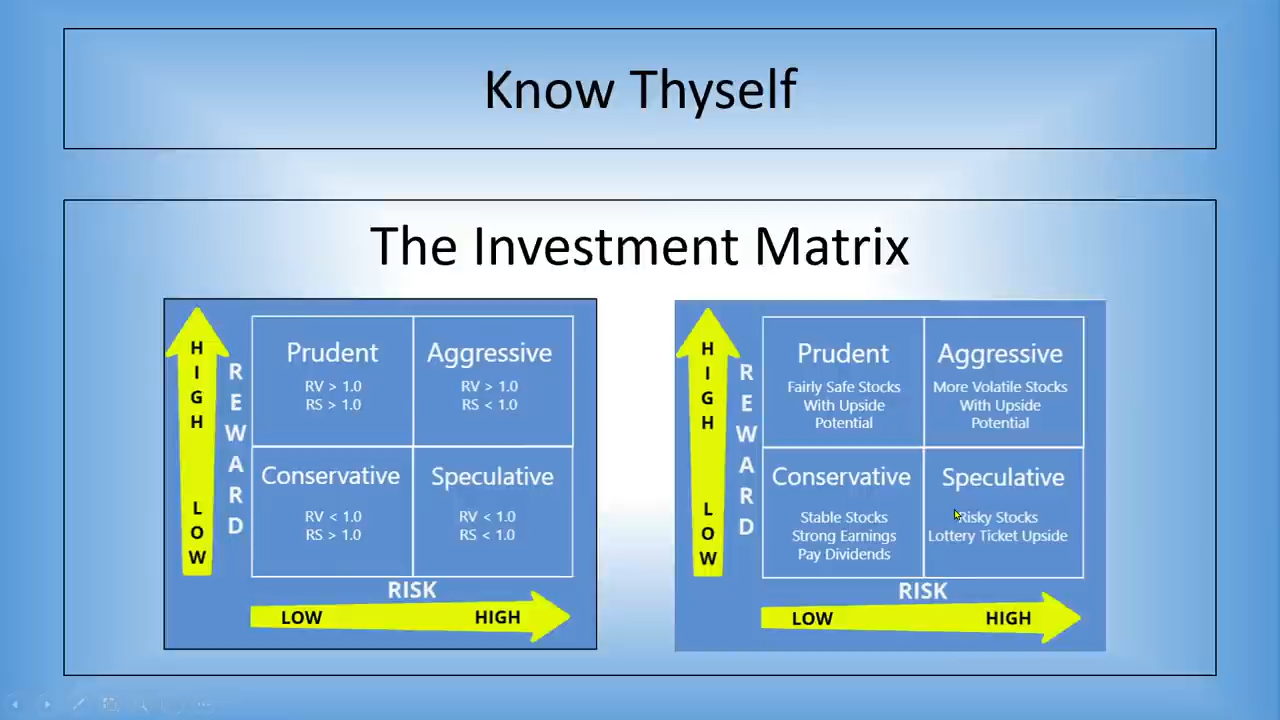 Know Thyself
The Investment Matrix
HIGH
LOW
REWARD
Prudent
RV > 1.0
RS > 1.0
Aggressive
RV > 1.0
RS < 1.0
Conservative
RV < 1.0
RS > 1.0
Speculative
RV < 1.0
RS < 1.0
RISK
LOW
HIGH
HIGH
LOW
REWARD
Prudent
Fairly Safe Stocks
With Upside
Potential
Aggressive
More Volatile Stocks
With Upside
Potential
Conservative
Stable Stocks
Strong Earnings
Pay Dividends
Speculative
Risky Stocks
Lottery Ticket Upside
RISK
LOW
HIGH